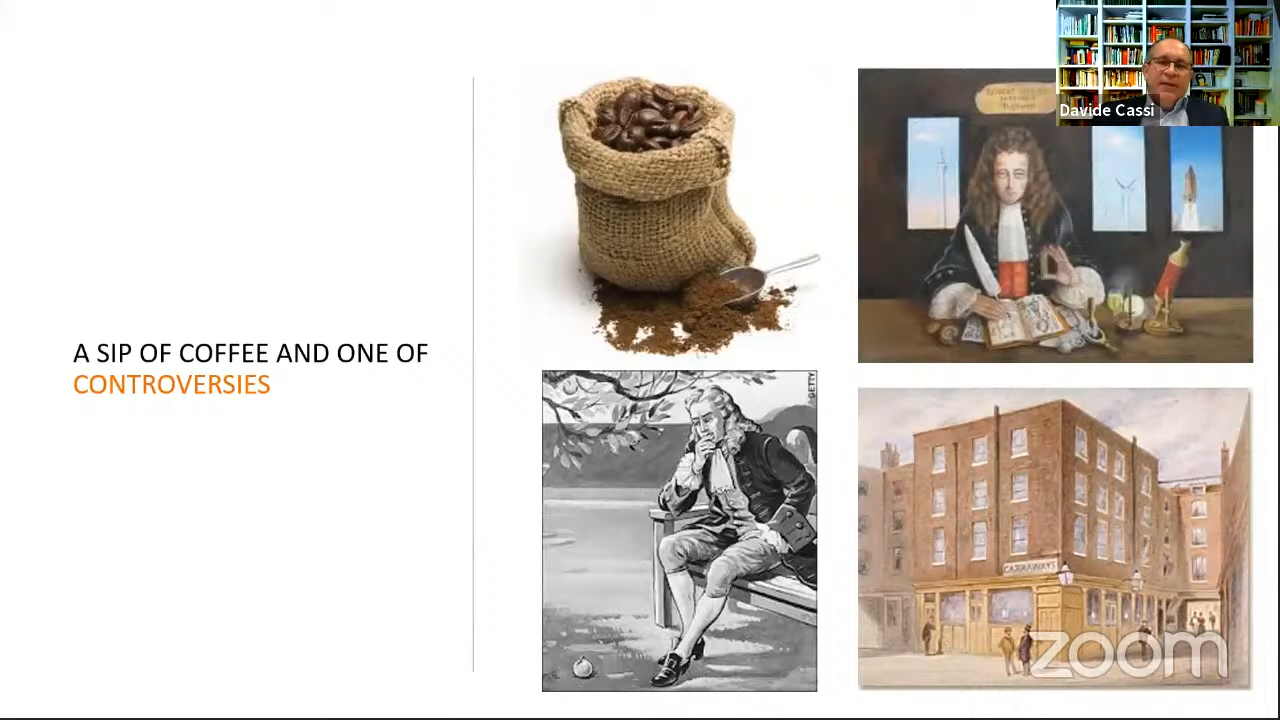 A SIP OF COFFEE AND ONE OF
CONTROVERSIES
GETTY
Davide Cassi
GARRAWAYS
zoom